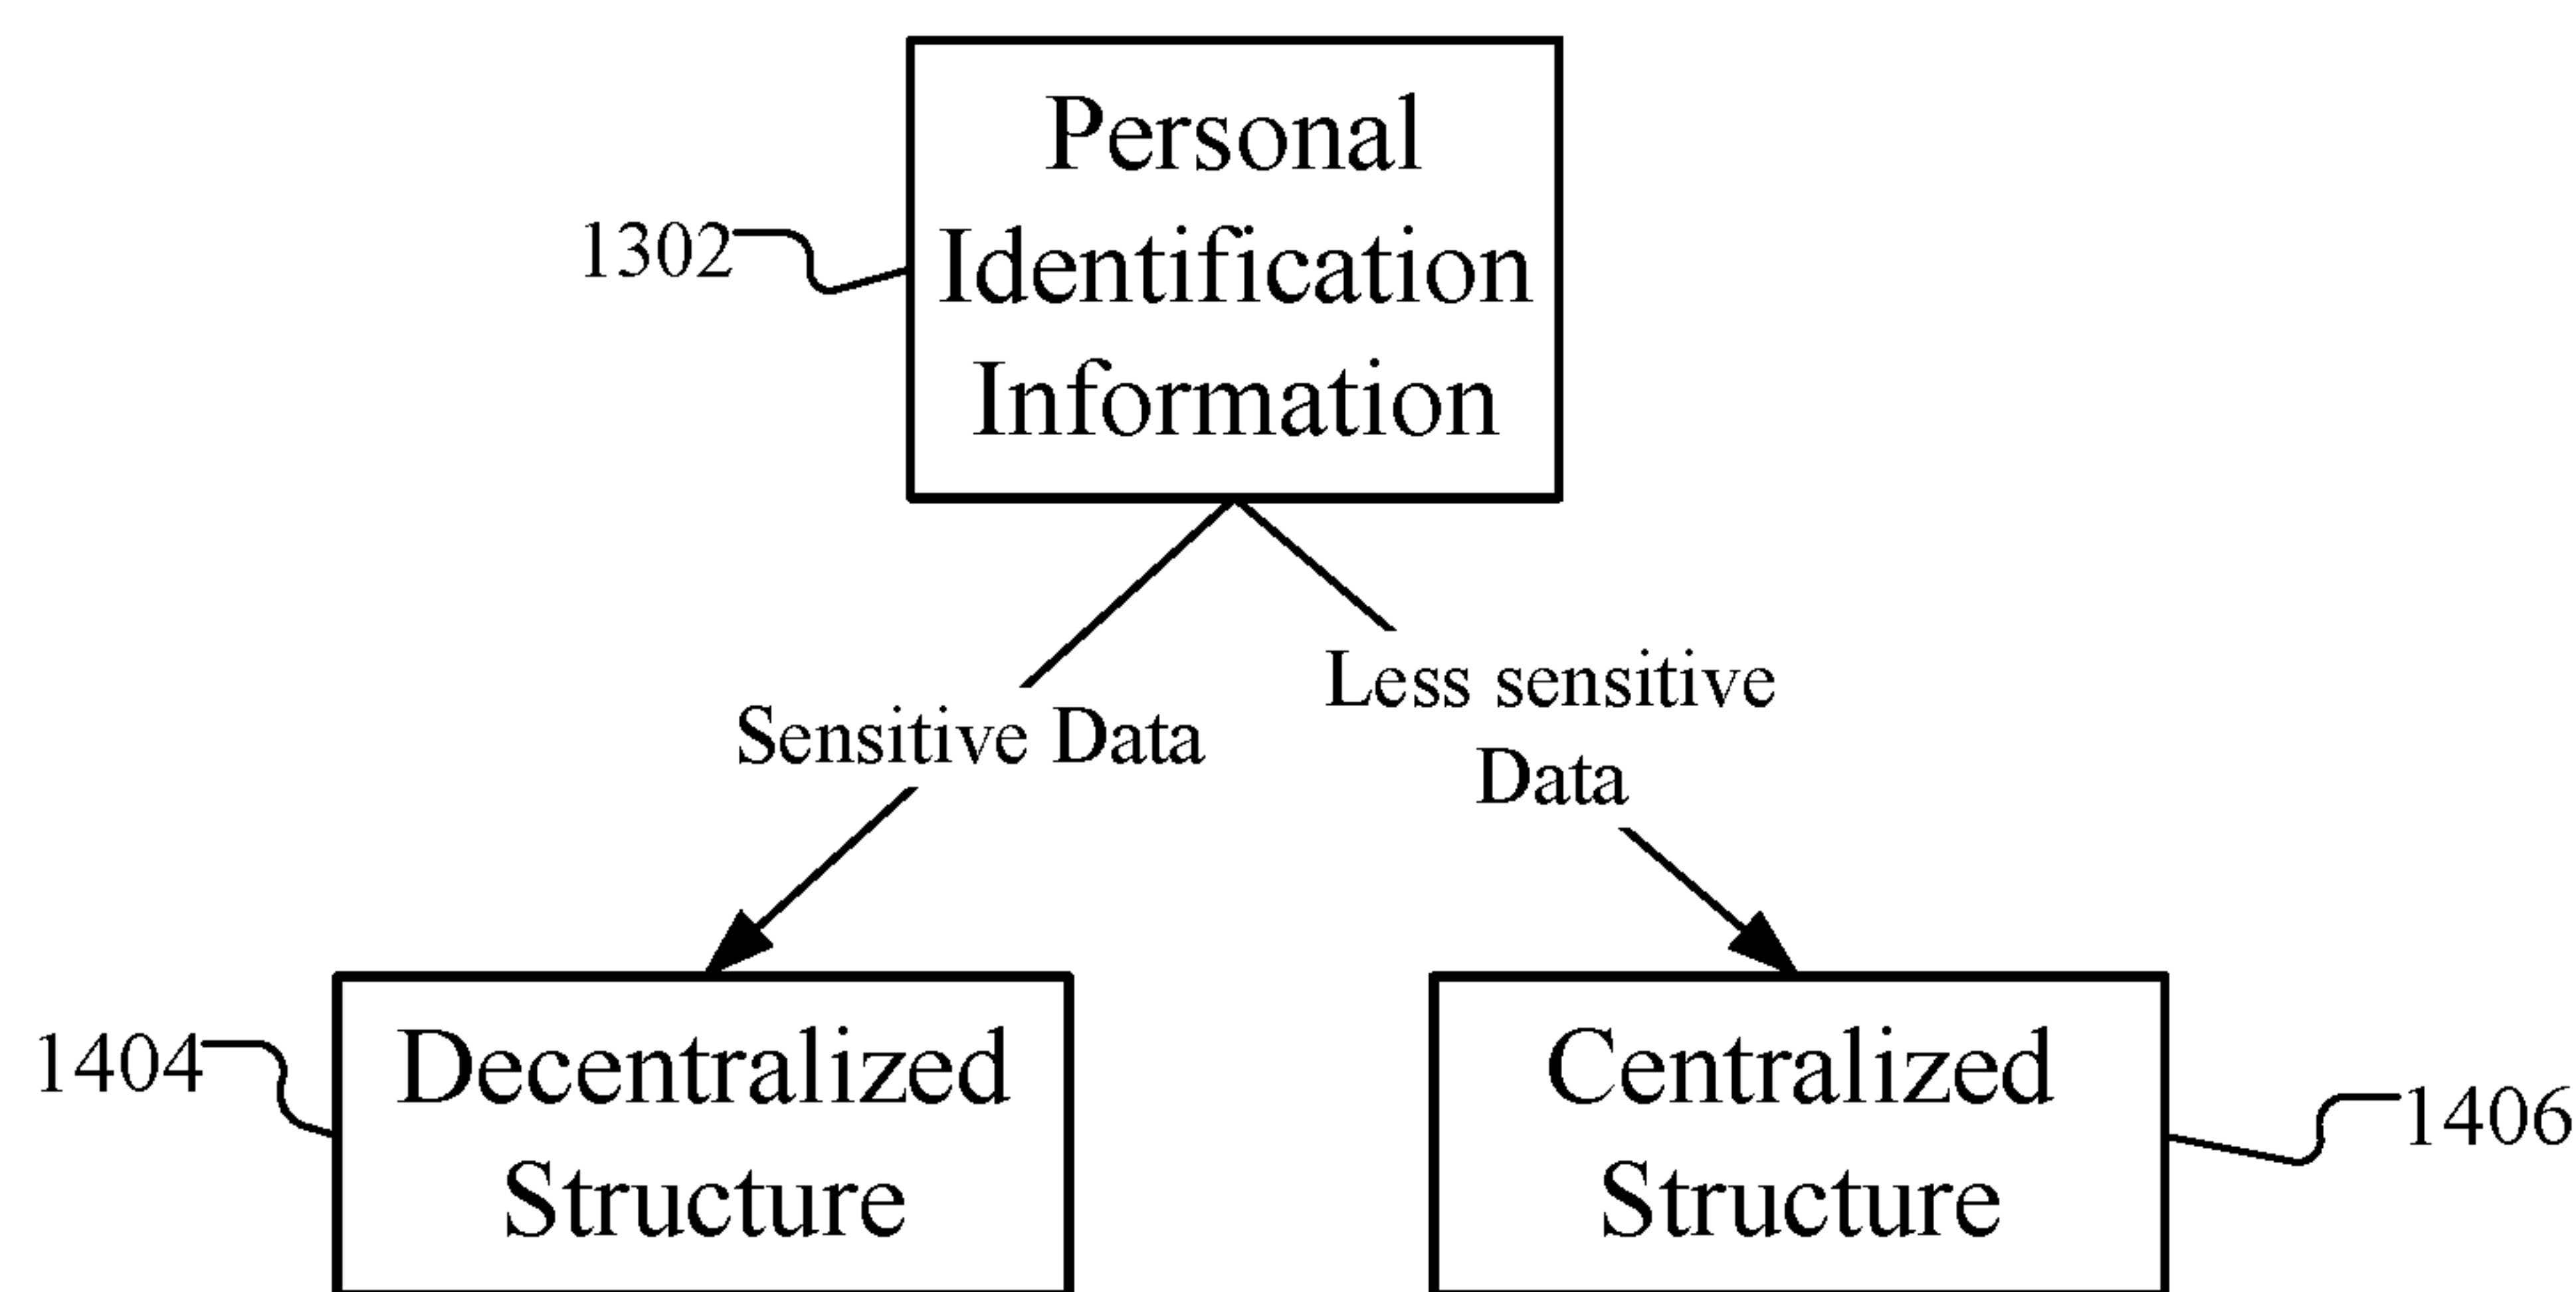 Personal
Identification
Information
1302
Sensitive Data
Less sensitive
Data
1404
Decentralized
Structure
Centralized
Structure
1406